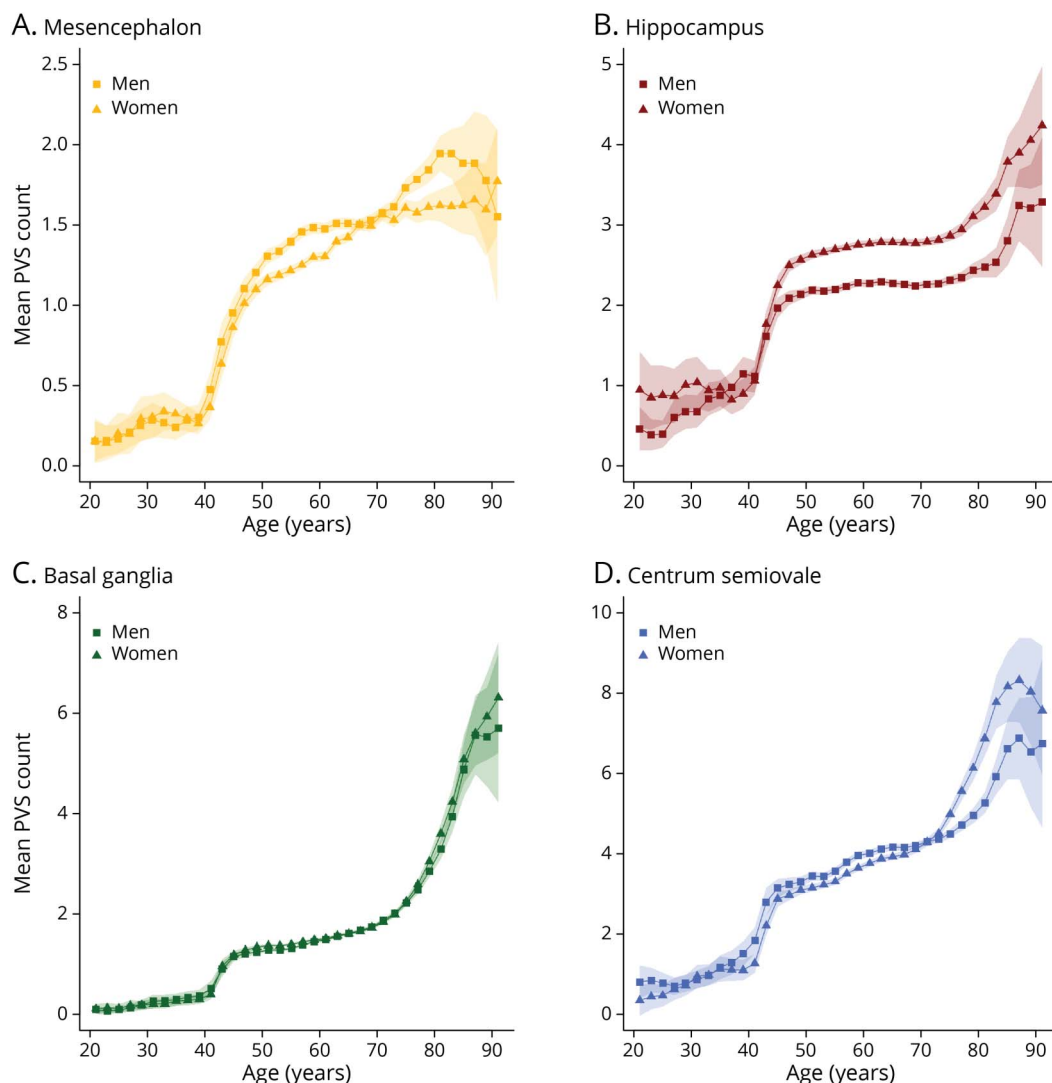 A. Mesencephalon
Mean PVS count
2.5
2.0
1.5
1.0
0.5
0.0
Men
Women
20 30 40 50 60 70 80 90
Age (years)
B. Hippocampus
5
4
3
2
1
0
Men
Women
20 30 40 50 60 70 80 90
Age (years)
C. Basal ganglia
Mean PVS count
8
6
4
2
0
Men
Women
20 30 40 50 60 70 80 90
Age (years)
D. Centrum semiovale
10
8
6
4
2
0
Men
Women
20 30 40 50 60 70 80 90
Age (years)